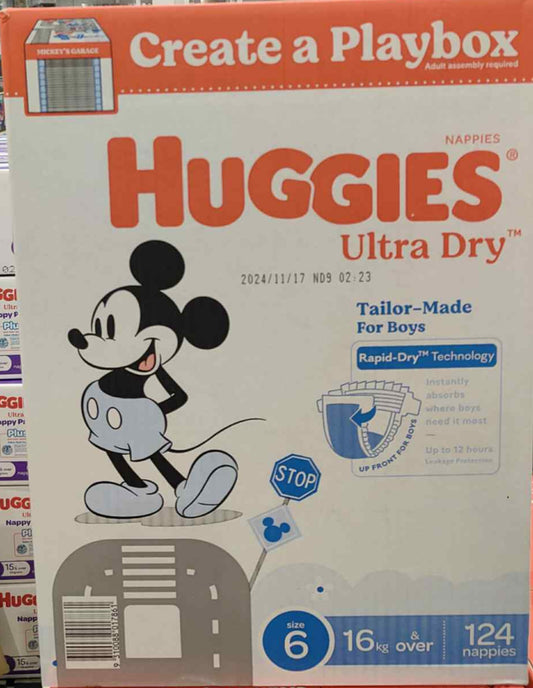 MICKEY'S GARAGE
Create a Playbox
Adult assembly required
NAPPIES
HUGGIES®
Ultra Dry™
2024/11/17 ND9 02:23
Tailor-Made
For Boys
Rapid-Dry™ Technology
Instantly
absorbs
where boys
need it most
Up to 12 hours
Leakage Protection
UP FRONT FOR BOYS
STOP
size
6
16kg & over
124
nappies